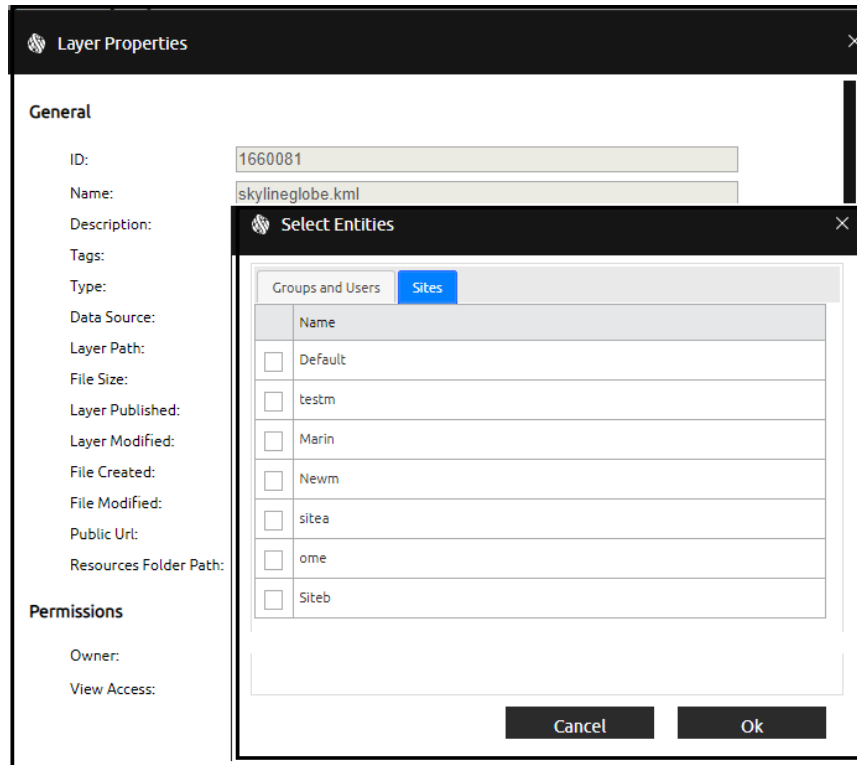 Layer Properties
General
ID: 1660081
Name: skylineglobe.kml
Description:
Tags:
Type:
Data Source:
Layer Path:
File Size:
Layer Published:
Layer Modified:
File Created:
File Modified:
Public Url:
Resources Folder Path:
Permissions
Owner:
View Access:
Select Entities
Groups and Users Sites
Name
Default
testm
Marin
Newm
sitea
ome
Siteb
Cancel Ok